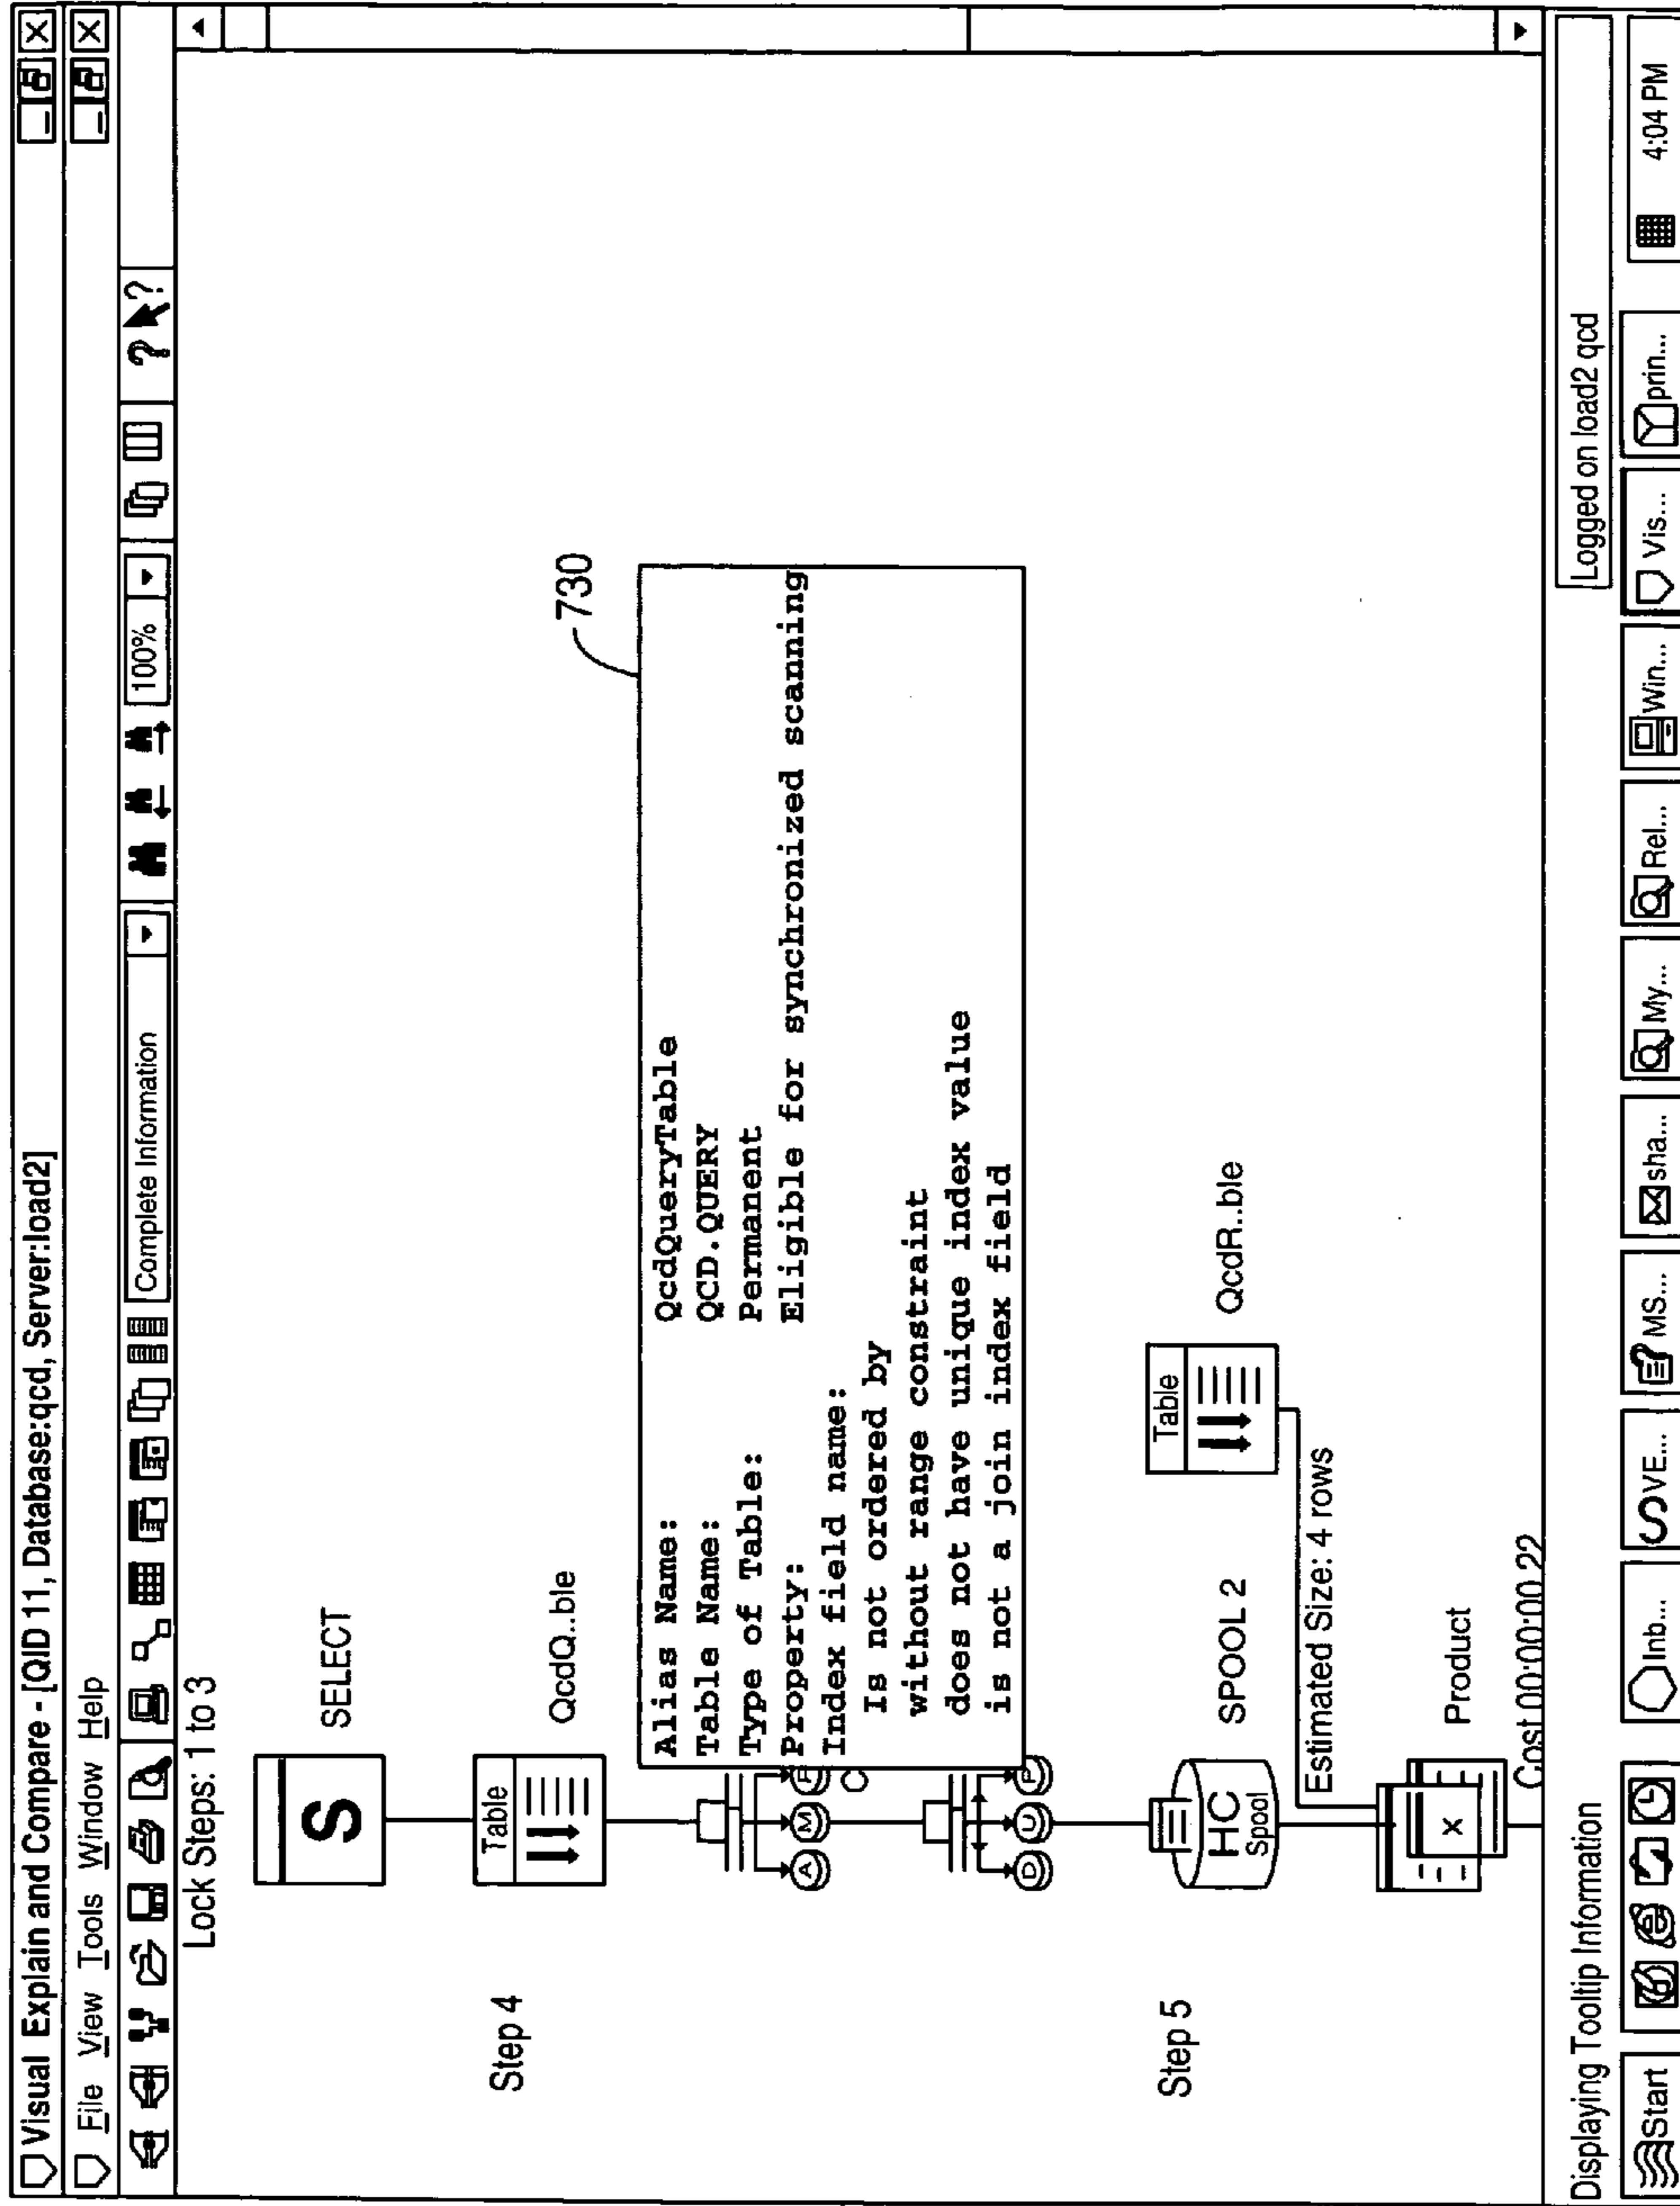 Visual Explain and Compare - [QID 11, Database:qcd, Server:load2]
File View Tools Window Help
Complete Information
100%
?
?
Lock Steps: 1 to 3
S
SELECT
Step 4
Table
QcdQ..ble
730
Alias Name: QcdQueryTable
Table Name: QCD.QUERY
Type of Table: Permanent
Property: Eligible for synchronized scanning
Index field name:
Is not ordered by
without range constraint
does not have unique index value
is not a join index field
A M P
C
D U P
Step 5
HC
Spool
SPOOL 2
Table
QcdR..ble
Estimated Size: 4 rows
x
Product
Cost 00:00:00.22
Displaying Tooltip Information
Logged on load2 qcd
Start
Inb...
VE...
MS...
sha...
My...
Rel...
Win...
Vis...
prin...
4:04 PM